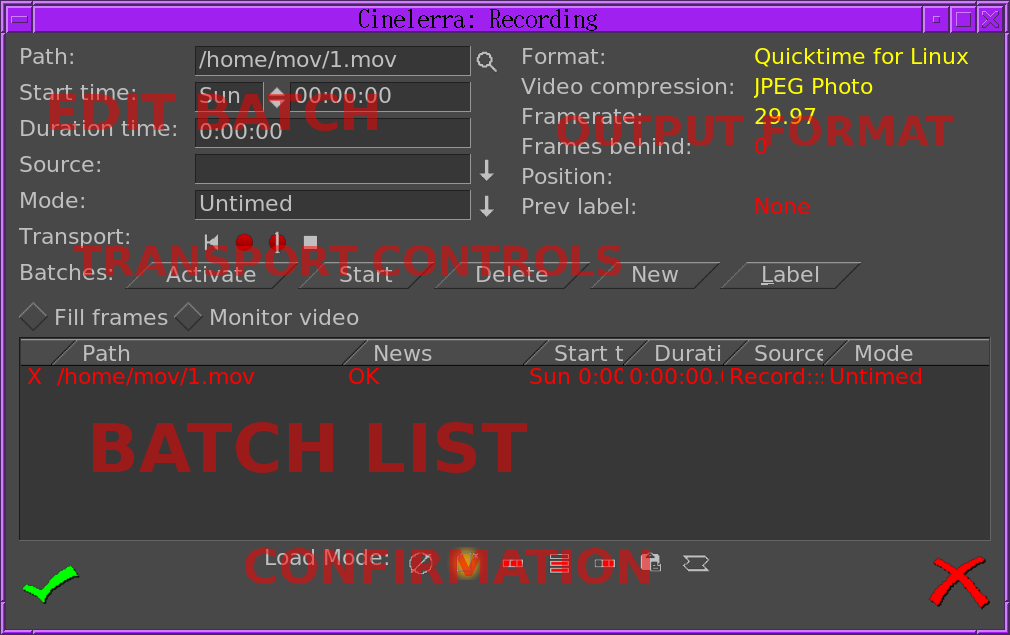 Cinelerra: Recording
Path: /home/mov/1.mov
Format: Quicktime for Linux
Start time: Sun 00:00:00
Video compression: JPEG Photo
EDIT BATCH
Framerate: 29.97
OUTPUT FORMAT
Duration time: 0:00:00
Frames behind: 0
Source:
Position:
Mode: Untimed
Prev label: None
Transport:
TRANSPORT CONTROLS
Batches: Activate Start Delete New Label
Fill frames Monitor video
Path News Start t Durati Source Mode
X /home/mov/1.mov OK Sun 0:00 0:00:00. Record:: Untimed
BATCH LIST
Load Mode:
CONFIRMATION